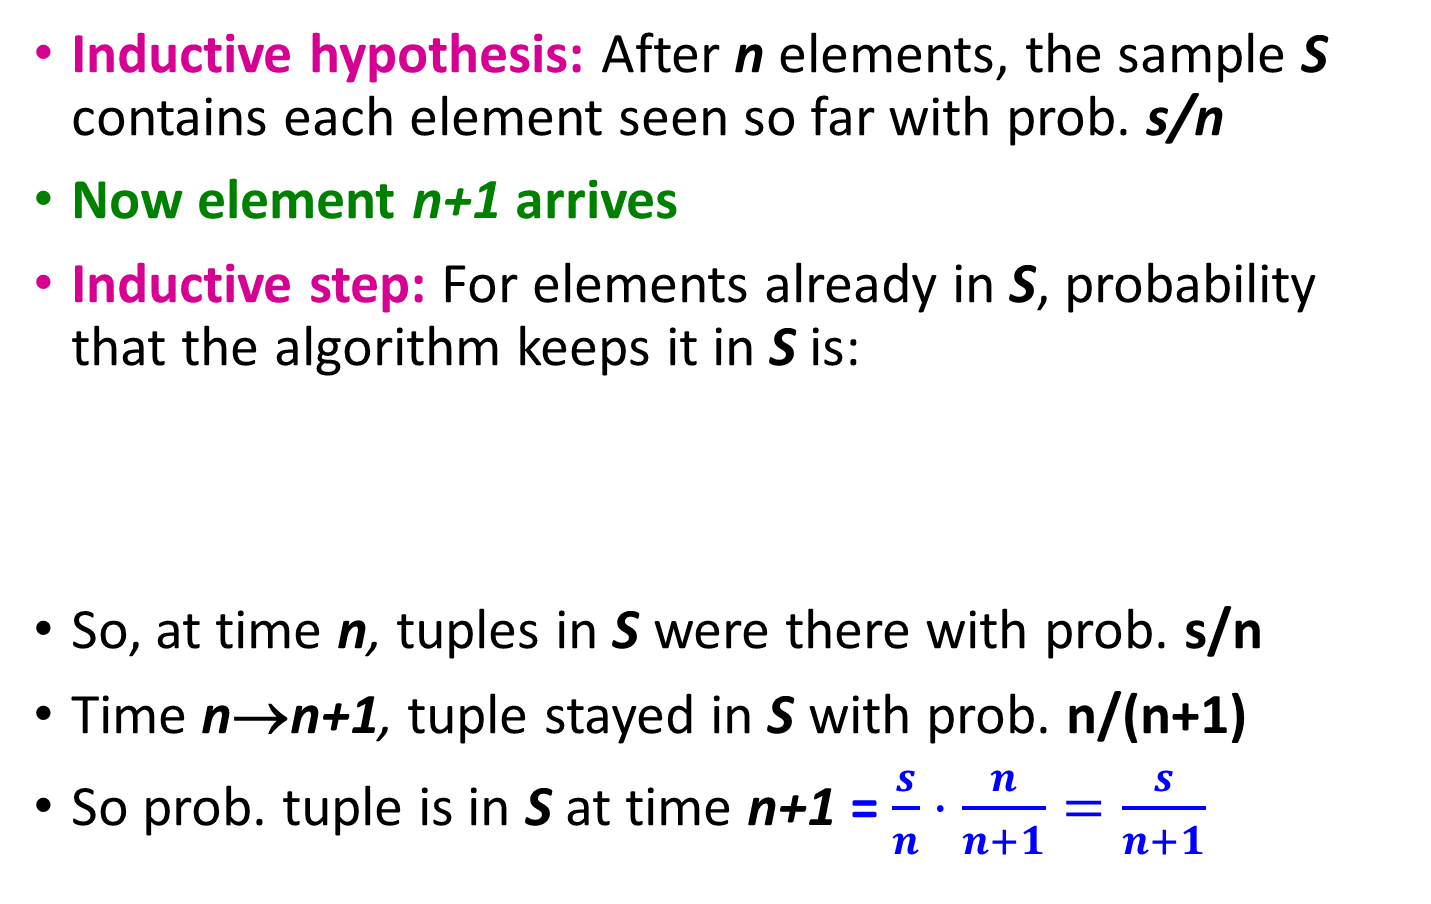 • Inductive hypothesis: After n elements, the sample S
contains each element seen so far with prob. s/n
• Now element n+1 arrives
• Inductive step: For elements already in S, probability
that the algorithm keeps it in S is:
• So, at time n, tuples in S were there with prob. s/n
• Time n→n+1, tuple stayed in S with prob. n/(n+1)
• So prob. tuple is in S at time n+1 = s/n · n/(n+1) = s/(n+1)